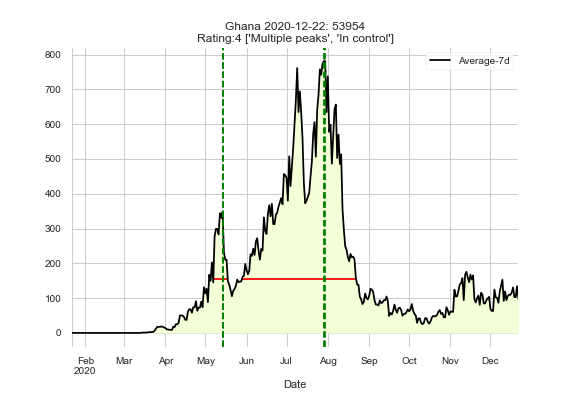 Ghana 2020-12-22: 53954
Rating:4 ['Multiple peaks', 'In control']
Average-7d
800
700
600
500
400
300
200
100
0
Feb Mar Apr May Jun Jul Aug Sep Oct Nov Dec
2020
Date